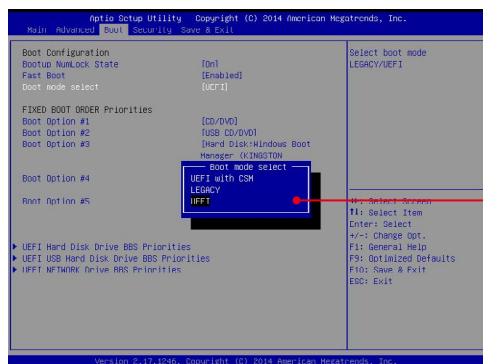 Aptio Setup Utility Copyright (C) 2014 American Megatrends, Inc.
Main Advanced Boot Security Save & Exit
Boot Configuration
Bootup NumLock State [On]
Fast Boot [Enabled]
Boot mode select [UEFI]
FIXED BOOT ORDER Priorities
Boot Option #1 [CD/DVD]
Boot Option #2 [USB CD/DVD]
Boot Option #3 [Hard Disk:Windows Boot
Manager (KINGSTON
Boot Option #4
Boot Option #5
Boot mode select
UEFI with CSM
LEGACY
UEFI
▶ UEFI Hard Disk Drive BBS Priorities
▶ UEFI USB Hard Disk Drive BBS Priorities
▶ UEFI NETWORK Drive BBS Priorities
Select boot mode
LEGACY/UEFI
: Select Screen
↑↓: Select Item
Enter: Select
+/-: Change Opt.
F1: General Help
F9: Optimized Defaults
F10: Save & Exit
ESC: Exit
Version 2.17.1246. Copyright (C) 2014 American Megatrends, Inc.